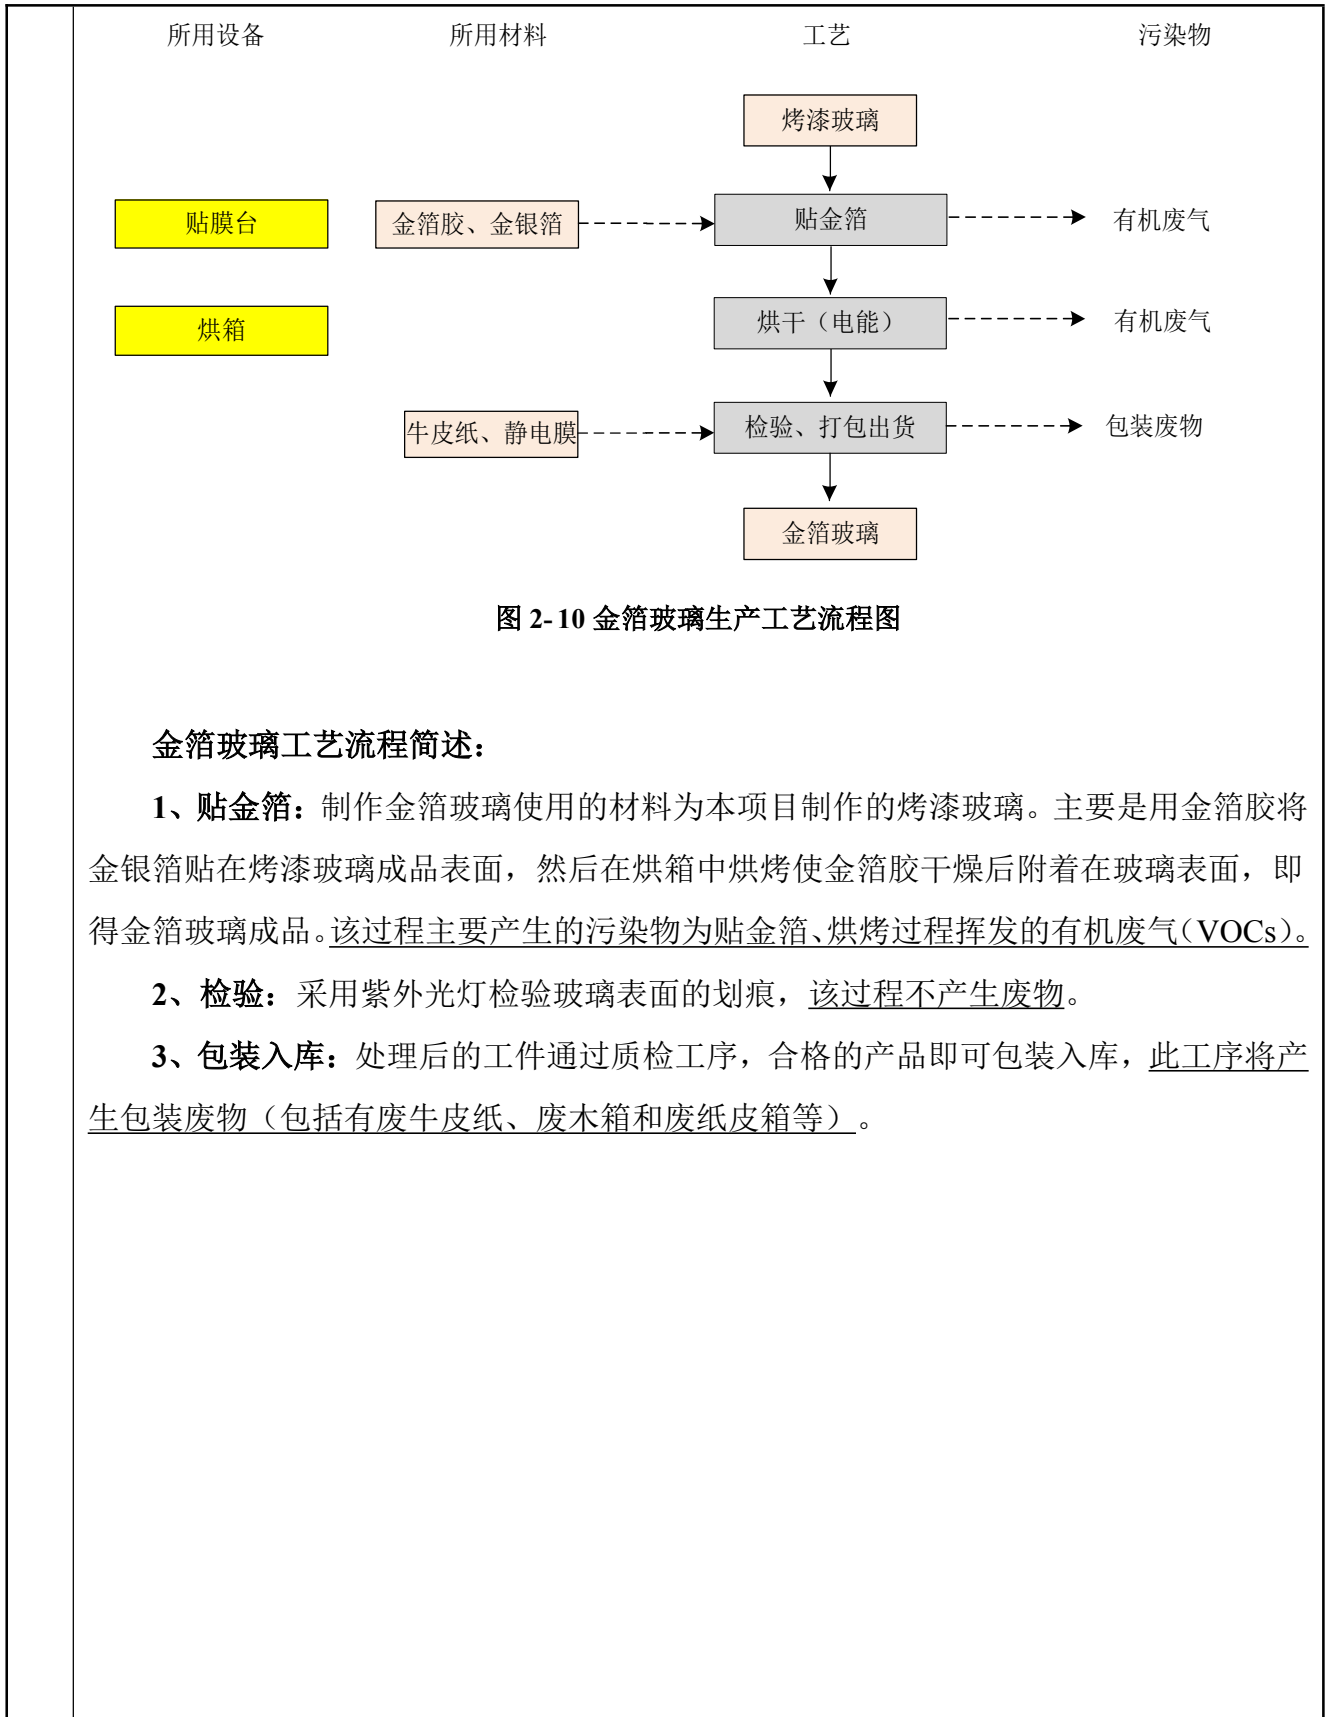 所用设备 所用材料 工艺 污染物
烤漆玻璃
贴膜台 金箔胶、金银箔 贴金箔 有机废气
烘箱 烘干（电能） 有机废气
牛皮纸、静电膜 检验、打包出货 包装废物
金箔玻璃
图 2-10 金箔玻璃生产工艺流程图
金箔玻璃工艺流程简述：
1、贴金箔：制作金箔玻璃使用的材料为本项目制作的烤漆玻璃。主要是用金箔胶将
金银箔贴在烤漆玻璃成品表面，然后在烘箱中烘烤使金箔胶干燥后附着在玻璃表面，即
得金箔玻璃成品。该过程主要产生的污染物为贴金箔、烘烤过程挥发的有机废气（VOCs）。
2、检验：采用紫外光灯检验玻璃表面的划痕，该过程不产生废物。
3、包装入库：处理后的工件通过质检工序，合格的产品即可包装入库，此工序将产
生包装废物（包括有废牛皮纸、废木箱和废纸皮箱等）。